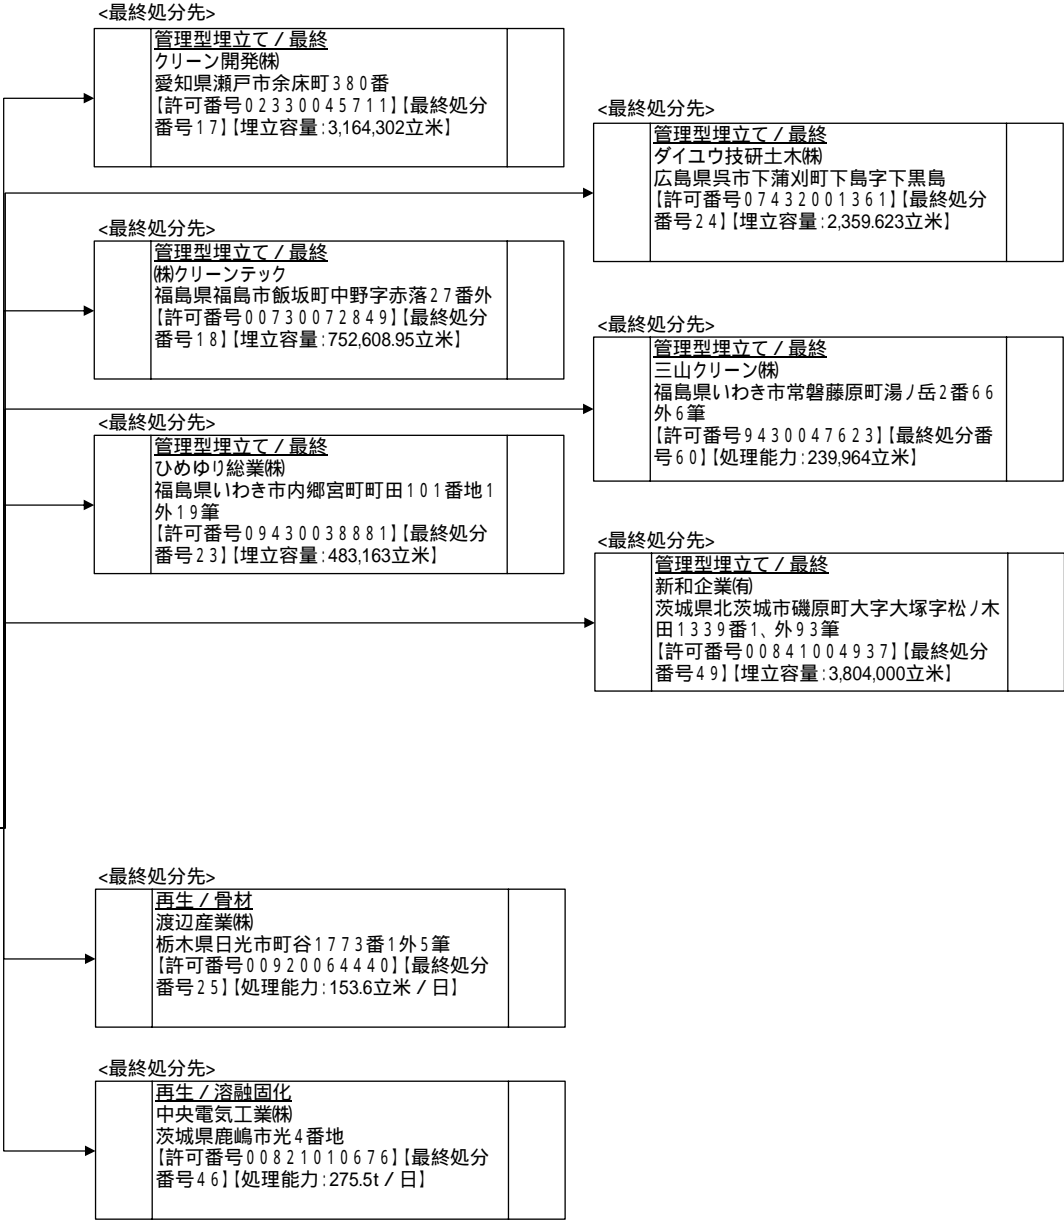 <最終処分先>
管理型埋立て／最終
クリーン開発㈱
愛知県瀬戸市余床町３８０番
【許可番号０２３３００４５７１１】【最終処分
番号１７】【埋立容量：3,164,302立米】
<最終処分先>
管理型埋立て／最終
㈱クリーンテック
福島県福島市飯坂町中野字赤落２７番外
【許可番号００７３００７２８４９】【最終処分
番号１８】【埋立容量：752,608.95立米】
<最終処分先>
管理型埋立て／最終
ひめゆり総業㈱
福島県いわき市内郷宮町町田１０１番地１
外１９筆
【許可番号０９４３００３８８８１】【最終処分
番号２３】【埋立容量：483,163立米】
<最終処分先>
管理型埋立て／最終
ダイユウ技研土木㈱
広島県呉市下蒲刈町下島字下黒島
【許可番号０７４３２００１３６１】【最終処分
番号２４】【埋立容量：2,359.623立米】
<最終処分先>
管理型埋立て／最終
三山クリーン㈱
福島県いわき市常磐藤原町湯ノ岳２番６６
外６筆
【許可番号９４３００４７６２３】【最終処分番
号６０】【処理能力：239,964立米】
<最終処分先>
管理型埋立て／最終
新和企業㈲
茨城県北茨城市磯原町大字大塚字松ノ木
田１３３９番１、外９３筆
【許可番号００８４１００４９３７】【最終処分
番号４９】【埋立容量：3,804,000立米】
<最終処分先>
再生／骨材
渡辺産業㈱
栃木県日光市町谷１７７３番１外５筆
【許可番号００９２００６４４４０】【最終処分
番号２５】【処理能力：153.6立米／日】
<最終処分先>
再生／溶融固化
中央電気工業㈱
茨城県鹿嶋市光４番地
【許可番号００８２１０１０６７６】【最終処分
番号４６】【処理能力：275.5t／日】